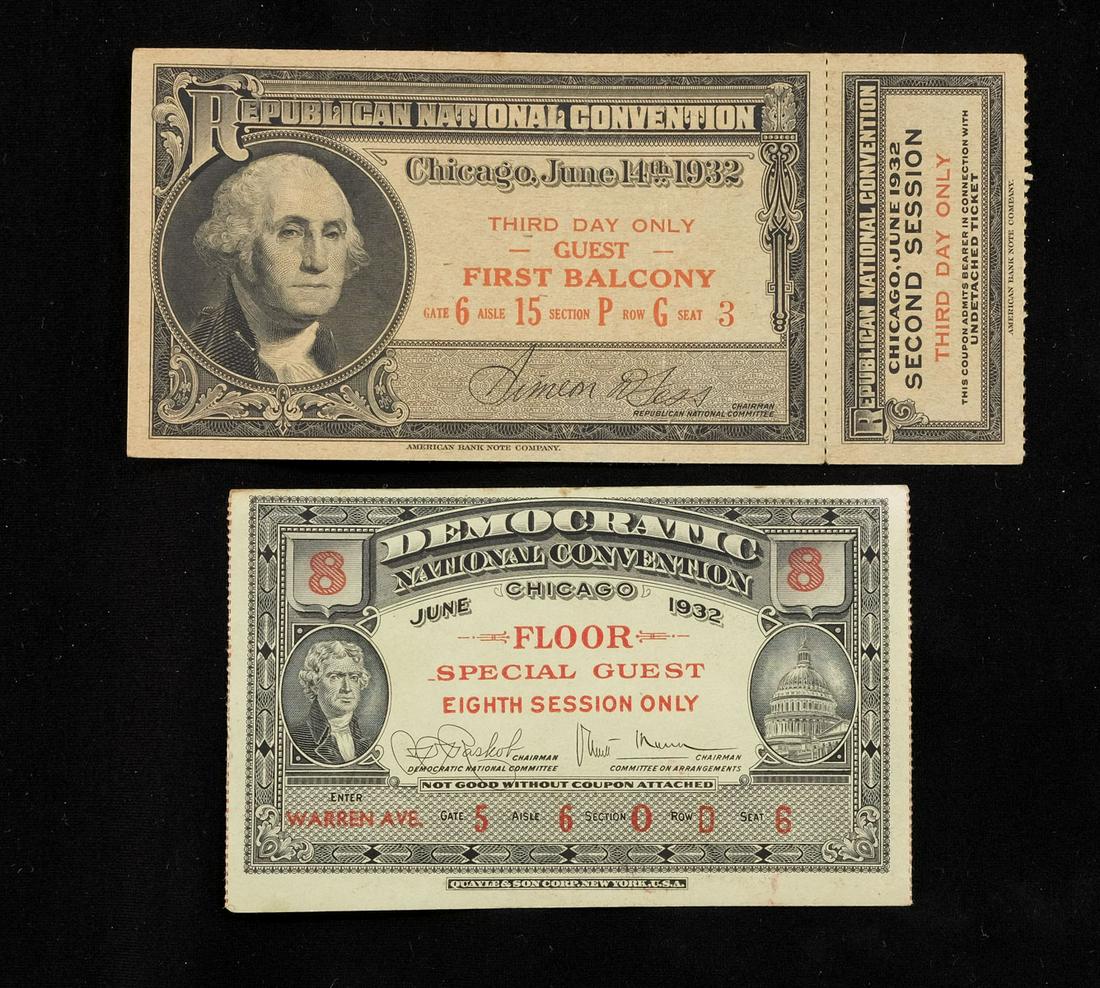 REPUBLICAN NATIONAL CONVENTION
Chicago, June 14th 1932
THIRD DAY ONLY
— GUEST —
FIRST BALCONY
GATE 6 AISLE 15 SECTION P ROW G SEAT 3
Simeon D. Fess
CHAIRMAN
REPUBLICAN NATIONAL COMMITTEE
AMERICAN BANK NOTE COMPANY.
REPUBLICAN NATIONAL CONVENTION
CHICAGO, JUNE 1932
SECOND SESSION
THIRD DAY ONLY
THIS COUPON ADMITS BEARER IN CONNECTION WITH
UNDETACHED TICKET
AMERICAN BANK NOTE COMPANY.
8 8
DEMOCRATIC
NATIONAL CONVENTION
CHICAGO
JUNE 1932
FLOOR
SPECIAL GUEST
EIGHTH SESSION ONLY
Raskob
CHAIRMAN CHAIRMAN
DEMOCRATIC NATIONAL COMMITTEE COMMITTEE ON ARRANGEMENTS
NOT GOOD WITHOUT COUPON ATTACHED
ENTER
WARREN AVE. GATE 5 AISLE 6 SECTION O ROW D SEAT 6
QUAYLE & SON CORP. NEW YORK. U.S.A.